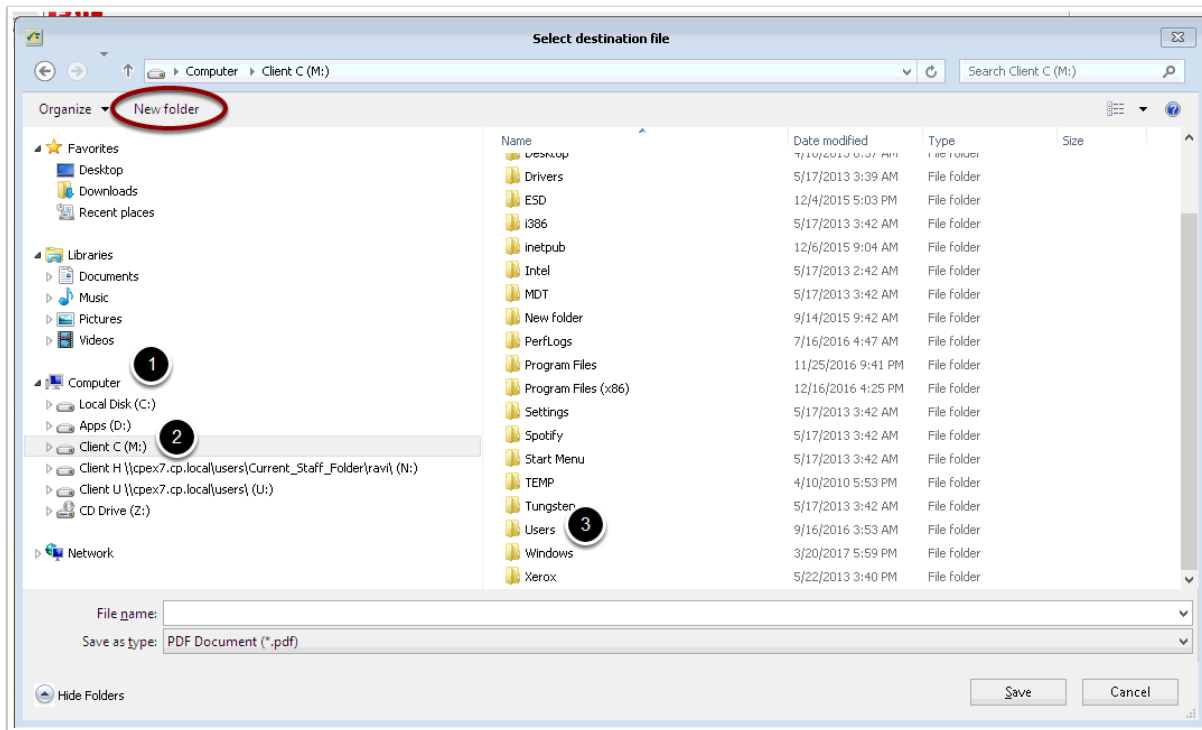 Select destination file
Computer Client C (M:) Search Client C (M:)
Organize New folder
Name Date modified Type Size
Favorites
Desktop
Downloads
Recent places
Libraries
Documents
Music
Pictures
Videos
1
Computer
Local Disk (C:)
Apps (D:)
2
Client C (M:)
Client H \\cpex7.cp.local\users\Current_Staff_Folder\ravi\ (N:)
Client U \\cpex7.cp.local\users\ (U:)
CD Drive (Z:)
Network
Desktop File folder
Drivers 5/17/2013 3:39 AM File folder
ESD 12/4/2015 5:03 PM File folder
i386 5/17/2013 3:42 AM File folder
inetpub 12/6/2015 9:04 AM File folder
Intel 5/17/2013 2:42 AM File folder
MDT 5/17/2013 3:42 AM File folder
New folder 9/14/2015 9:42 AM File folder
PerfLogs 7/16/2016 4:47 AM File folder
Program Files 11/25/2016 9:41 PM File folder
Program Files (x86) 12/16/2016 4:25 PM File folder
Settings 5/17/2013 3:42 AM File folder
Spotify 5/17/2013 3:42 AM File folder
Start Menu 5/17/2013 3:42 AM File folder
TEMP 4/10/2010 5:53 PM File folder
Tungsten 5/17/2013 3:42 AM File folder
3
Users 9/16/2016 3:53 AM File folder
Windows 3/20/2017 5:59 PM File folder
Xerox 5/22/2013 3:40 PM File folder
File name:
Save as type: PDF Document (*.pdf)
Hide Folders Save Cancel